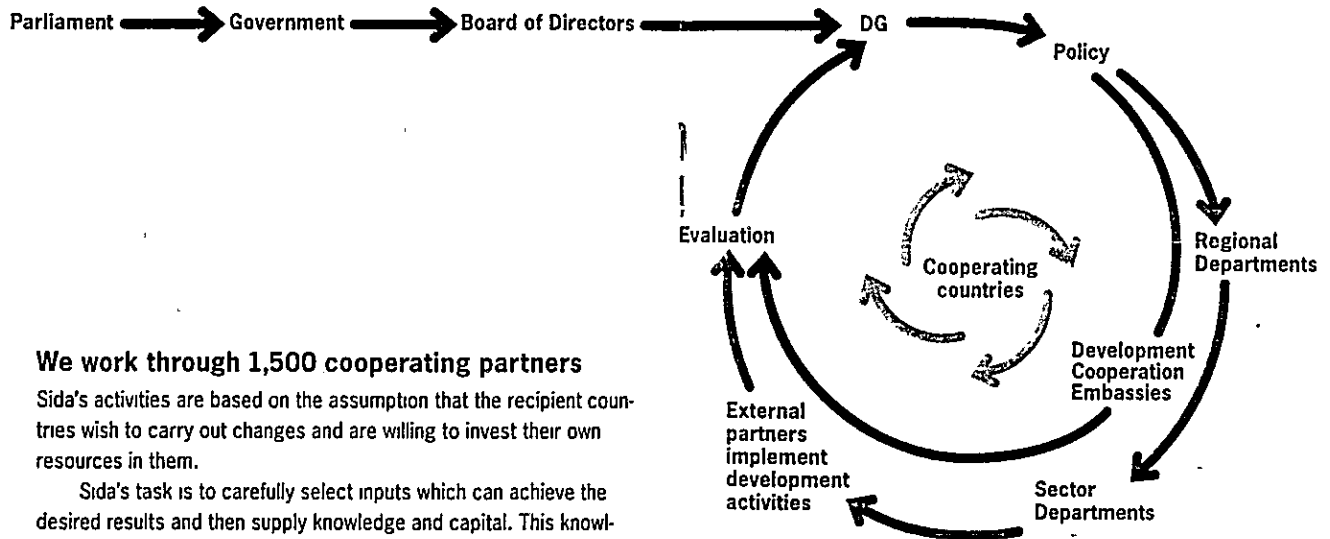 Parliament
Government
Board of Directors
DG
Policy
Evaluation
Regional
Departments
Cooperating
countries
Development
Cooperation
Embassies
External
partners
implement
development
activities
Sector
Departments
We work through 1,500 cooperating partners
Sida's activities are based on the assumption that the recipient coun-
tries wish to carry out changes and are willing to invest their own
resources in them.
Sida's task is to carefully select inputs which can achieve the
desired results and then supply knowledge and capital. This knowl-